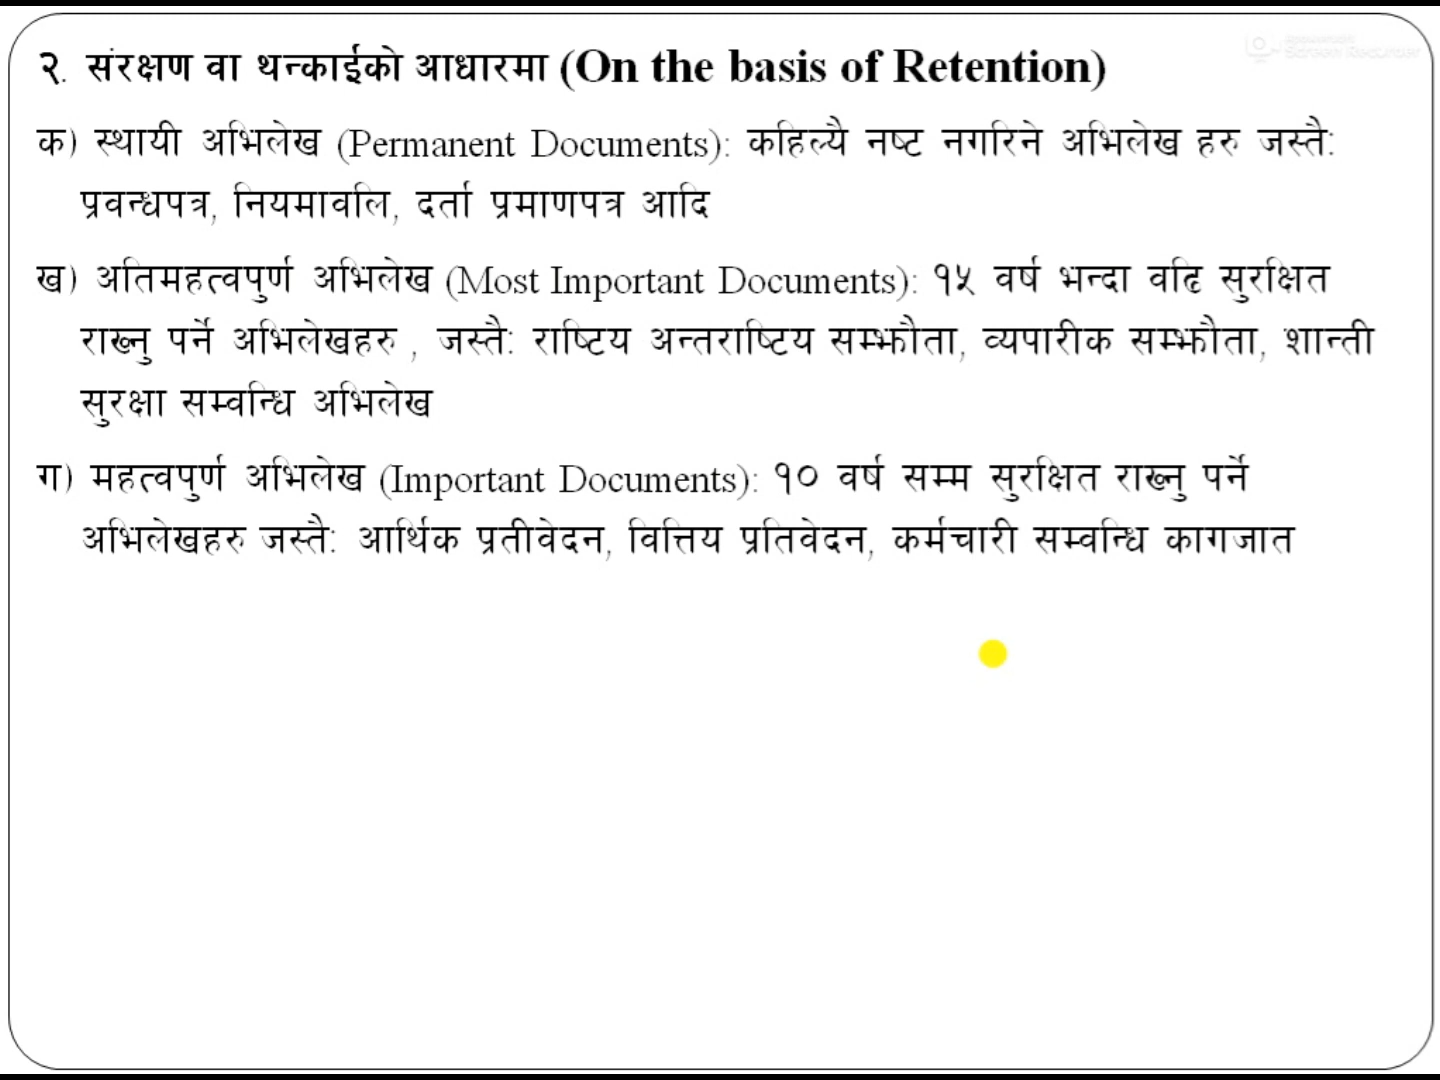 २. संरक्षण वा थन्काईको आधारमा (On the basis of Retention)
क) स्थायी अभिलेख (Permanent Documents): कहिल्यै नष्ट नगरिने अभिलेख हरु जस्तै:
प्रवन्धपत्र, नियमावलि, दर्ता प्रमाणपत्र आदि
ख) अतिमहत्वपुर्ण अभिलेख (Most Important Documents): १५ वर्ष भन्दा वढि सुरक्षित
राख्नु पर्ने अभिलेखहरु , जस्तै: राष्टिय अन्तराष्टिय सम्झौता, व्यपारीक सम्झौता, शान्ती
सुरक्षा सम्वन्धि अभिलेख
ग) महत्वपुर्ण अभिलेख (Important Documents): १० वर्ष सम्म सुरक्षित राख्नु पर्ने
अभिलेखहरु जस्तै: आर्थिक प्रतीवेदन, वित्तिय प्रतिवेदन, कर्मचारी सम्वन्धि कागजात
Screen Recorder